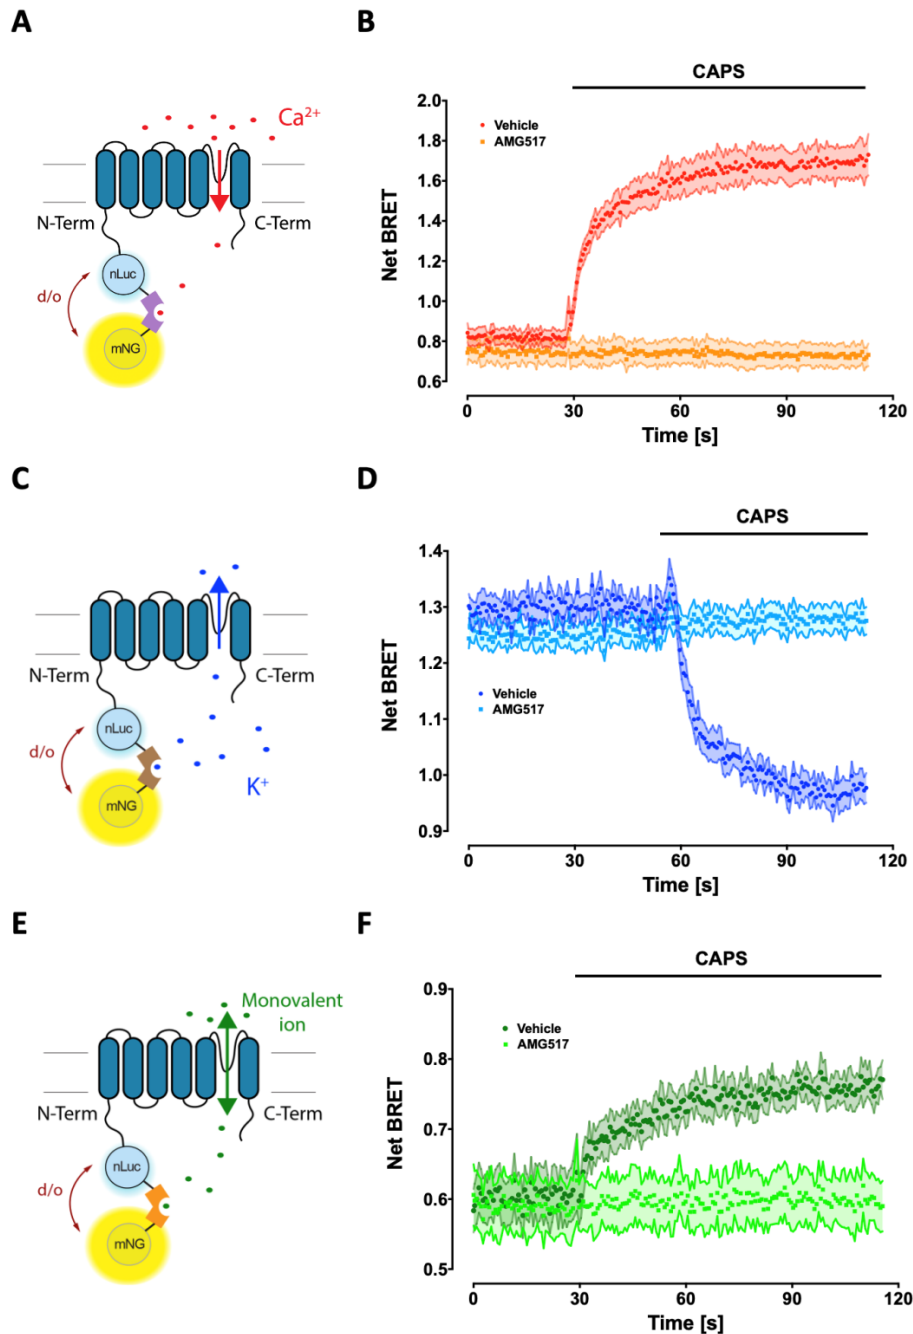 A
Ca2+
N-Term
C-Term
nLuc
d/o
mNG
B
CAPS
Vehicle
AMG517
Net BRET
2.0
1.8
1.6
1.4
1.2
1.0
0.8
0.6
0 30 60 90 120
Time [s]
C
N-Term
C-Term
nLuc
d/o
mNG
K+
D
CAPS
Vehicle
AMG517
Net BRET
1.4
1.3
1.2
1.1
1.0
0.9
0 30 60 90 120
Time [s]
E
Monovalent
ion
N-Term
C-Term
nLuc
d/o
mNG
F
CAPS
Vehicle
AMG517
Net BRET
0.9
0.8
0.7
0.6
0.5
0 30 60 90 120
Time [s]